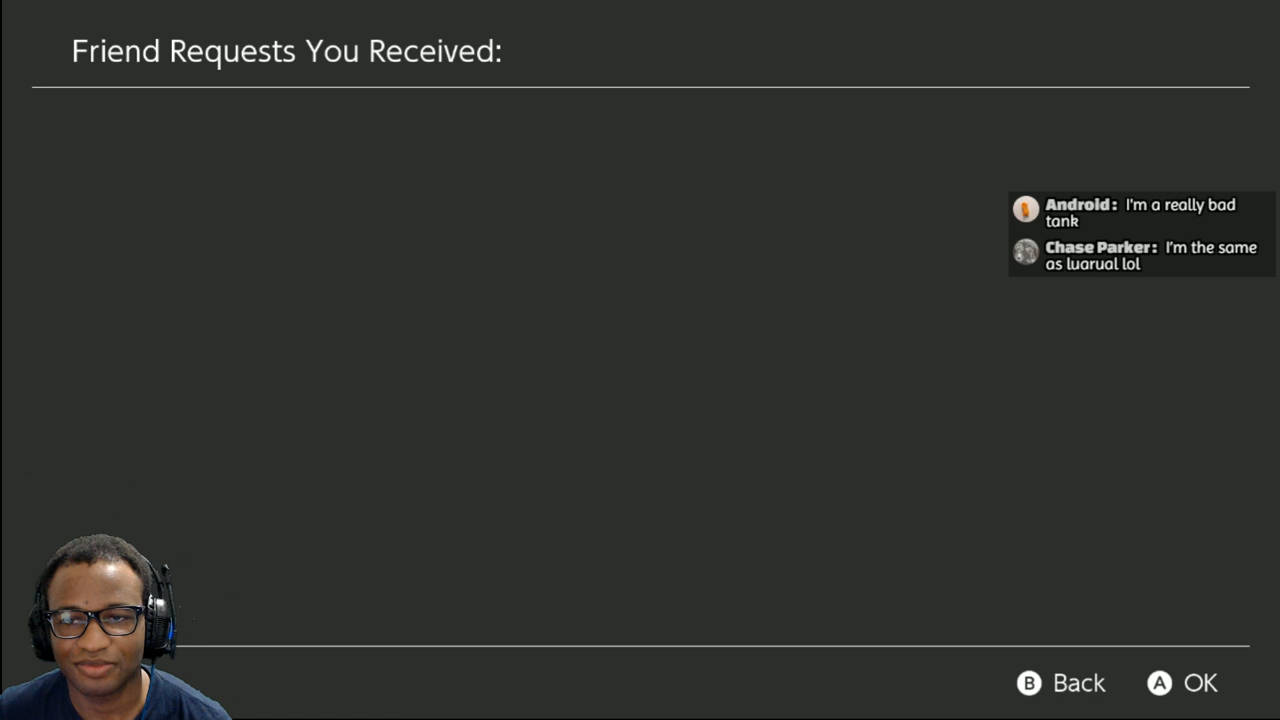 Friend Requests You Received:
Android: I'm a really bad
tank
Chase Parker: I'm the same
as luarual lol
B Back A OK